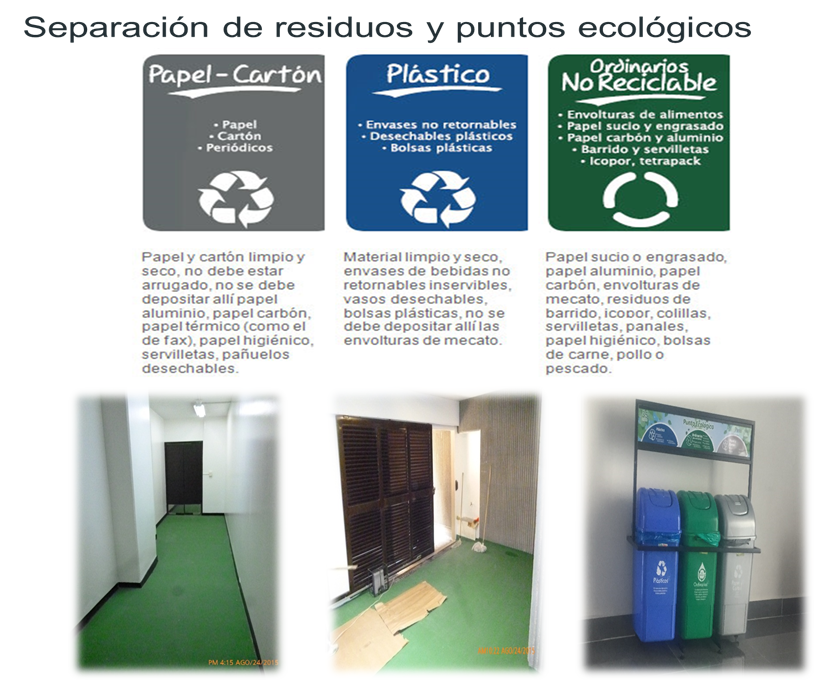 Separación de residuos y puntos ecológicos
Papel - Cartón
• Papel
• Cartón
• Periódicos
Plástico
• Envases no retornables
• Desechables plásticos
• Bolsas plásticas
Ordinarios
No Reciclable
• Envolturas de alimentos
• Papel sucio y engrasado
• Papel carbón y aluminio
• Barrido y servilletas
• Icopor, tetrapack
Papel y cartón limpio y
seco, no debe estar
arrugado, no se debe
depositar allí papel
aluminio, papel carbón,
papel térmico (como el
de fax), papel higiénico,
servilletas, pañuelos
desechables.
Material limpio y seco,
envases de bebidas no
retornables inservibles,
vasos desechables,
bolsas plásticas, no se
debe depositar allí las
envolturas de mecato.
Papel sucio o engrasado,
papel aluminio, papel
carbón, envolturas de
mecato, residuos de
barrido, icopor, colillas,
servilletas, panales,
papel higiénico, bolsas
de carne, pollo o
pescado.
PM 4:15 AGO/24/201